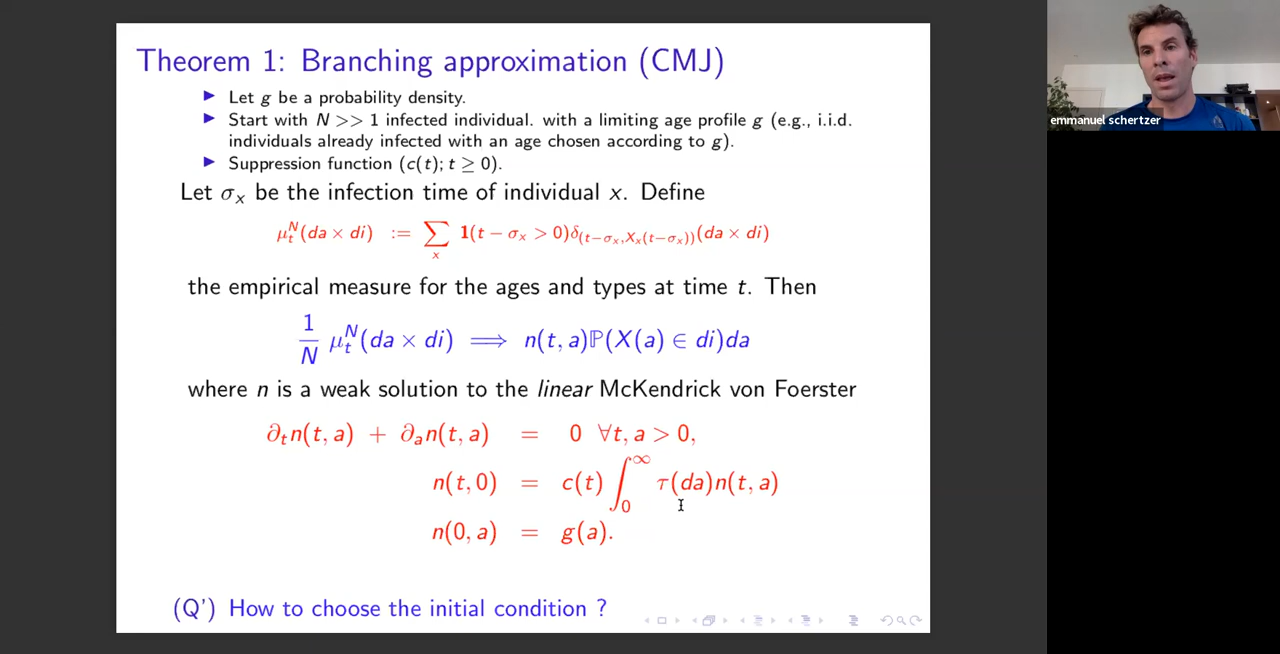 Theorem 1: Branching approximation (CMJ)
▶ Let g be a probability density.
▶ Start with N >> 1 infected individual. with a limiting age profile g (e.g., i.i.d.
individuals already infected with an age chosen according to g).
▶ Suppression function (c(t); t ≥ 0).
Let σ_x be the infection time of individual x. Define
μ_t^N(da × di) := ∑_x 1(t − σ_x > 0)δ_{(t−σ_x, X_x(t−σ_x))}(da × di)
the empirical measure for the ages and types at time t. Then
1/N μ_t^N(da × di) ⟹ n(t, a)ℙ(X(a) ∈ di)da
where n is a weak solution to the linear McKendrick von Foerster
∂_t n(t, a) + ∂_a n(t, a) = 0 ∀t, a > 0,
n(t, 0) = c(t) ∫_0^∞ τ(da)n(t, a)
n(0, a) = g(a).
(Q') How to choose the initial condition ?
emmanuel schertzer